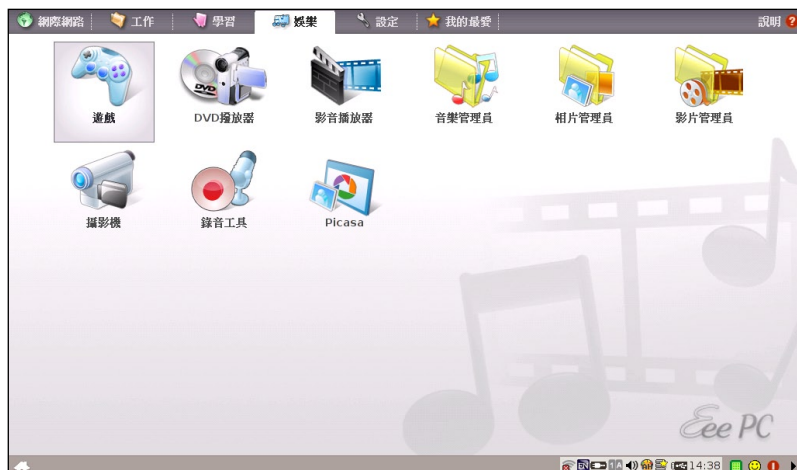 網際網路 工作 學習 娛樂 設定 我的最愛 說明 ?
遊戲 DVD播放器 影音播放器 音樂管理員 相片管理員 影片管理員
攝影機 錄音工具 Picasa
Eee PC
14:38